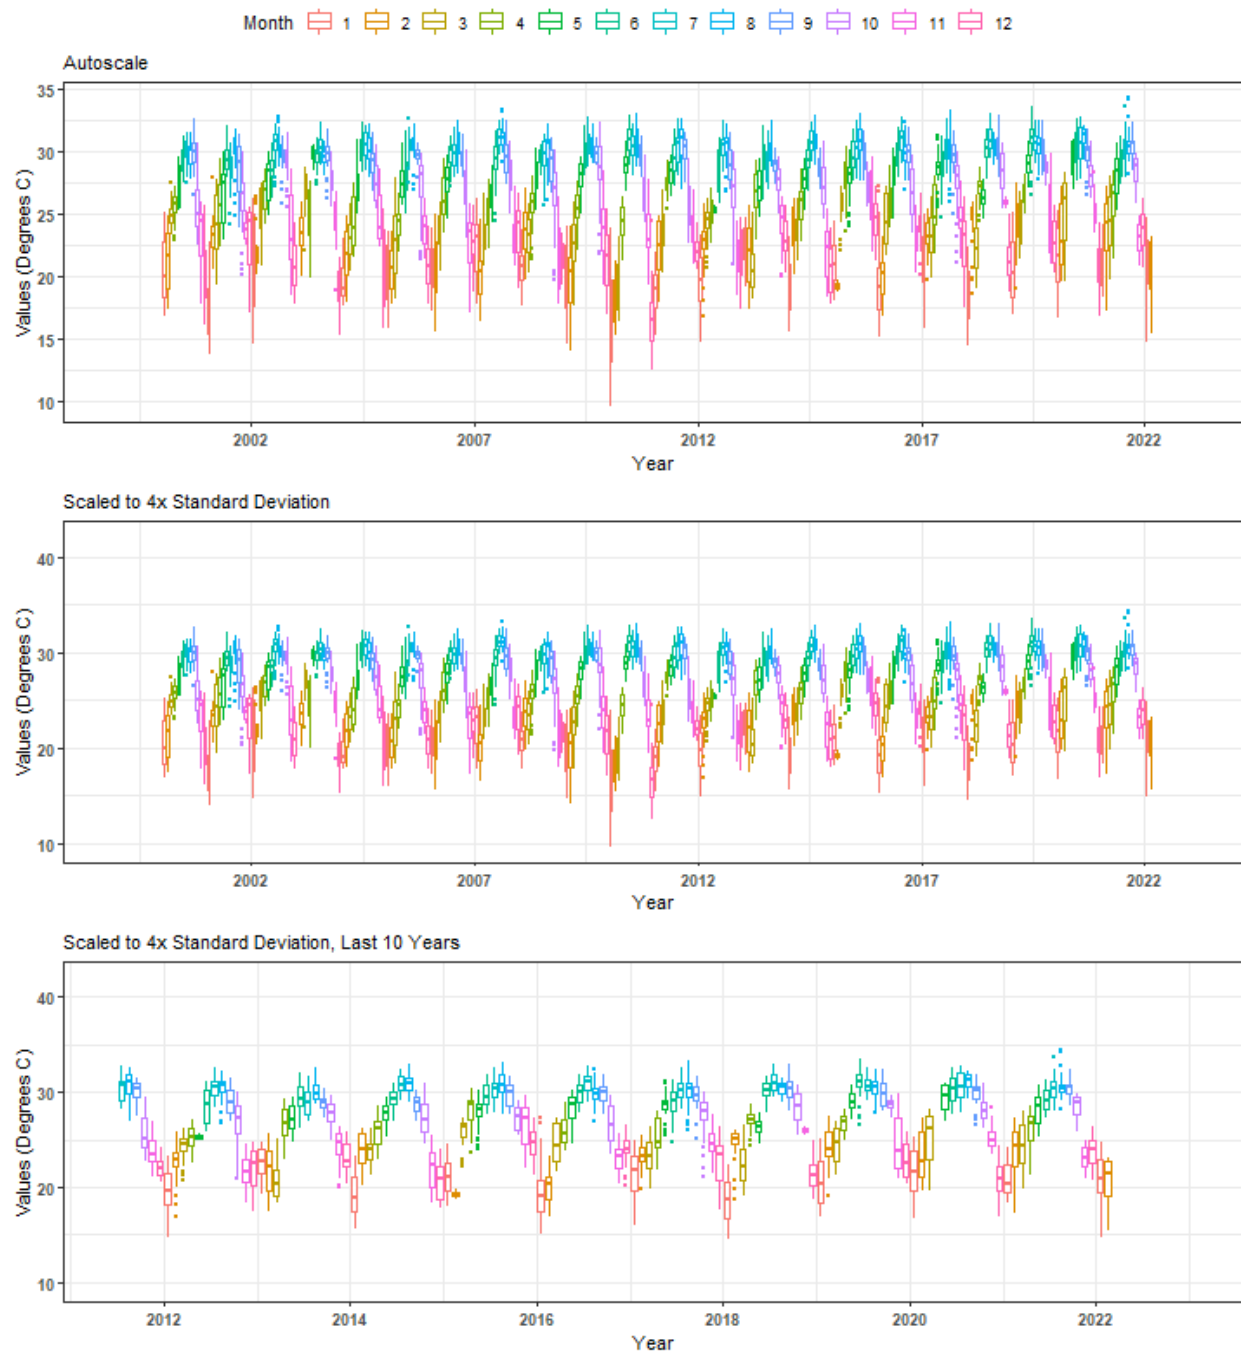 Month 1 2 3 4 5 6 7 8 9 10 11 12
Autoscale
35
30
25
20
15
10
Values (Degrees C)
2002 2007 2012 2017 2022
Year
Scaled to 4x Standard Deviation
40
30
20
10
Values (Degrees C)
2002 2007 2012 2017 2022
Year
Scaled to 4x Standard Deviation, Last 10 Years
40
30
20
10
Values (Degrees C)
2012 2014 2016 2018 2020 2022
Year